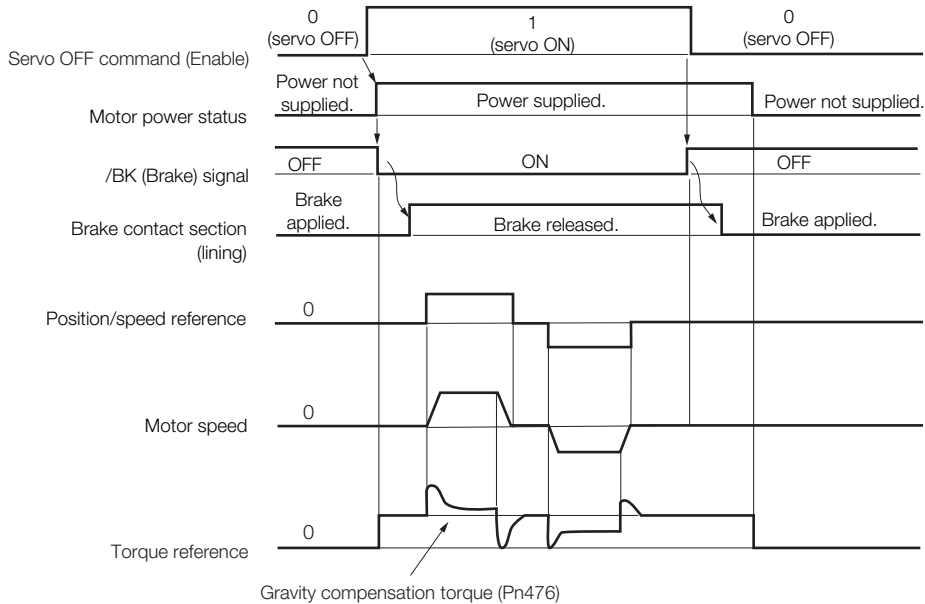 0
(servo OFF)
1
(servo ON)
0
(servo OFF)
Servo OFF command (Enable)
Power not
supplied.
Power supplied.
Power not supplied.
Motor power status
OFF
ON
OFF
/BK (Brake) signal
Brake
applied.
Brake released.
Brake applied.
Brake contact section
(lining)
0
Position/speed reference
0
Motor speed
0
Torque reference
Gravity compensation torque (Pn476)